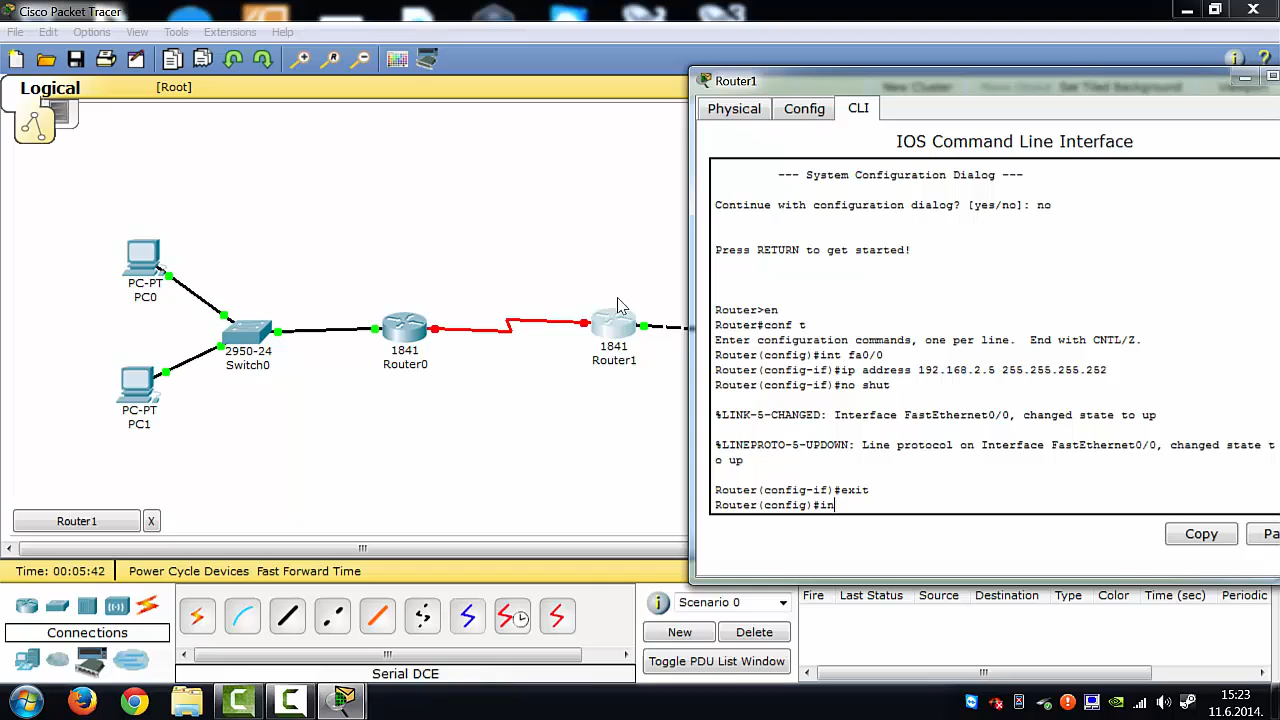 Cisco Packet Tracer
File Edit Options View Tools Extensions Help
Logical
[Root]
New Cluster
Set Tiled Background
Router1
Physical
Config
CLI
IOS Command Line Interface
--- System Configuration Dialog ---
Continue with configuration dialog? [yes/no]: no
Press RETURN to get started!
Router>en
Router#conf t
Enter configuration commands, one per line.  End with CNTL/Z.
Router(config)#int fa0/0
Router(config-if)#ip address 192.168.2.5 255.255.255.252
Router(config-if)#no shut
%LINK-5-CHANGED: Interface FastEthernet0/0, changed state to up
%LINEPROTO-5-UPDOWN: Line protocol on Interface FastEthernet0/0, changed state t
o up
Router(config-if)#exit
Router(config)#in
Copy
Pa
PC-PT
PC0
2950-24
Switch0
1841
Router0
1841
Router1
PC-PT
PC1
Router1
X
Time: 00:05:42
Power Cycle Devices Fast Forward Time
Connections
Serial DCE
Scenario 0
New
Delete
Toggle PDU List Window
Fire Last Status Source Destination Type Color Time (sec) Periodic
15:23
11.6.2014.